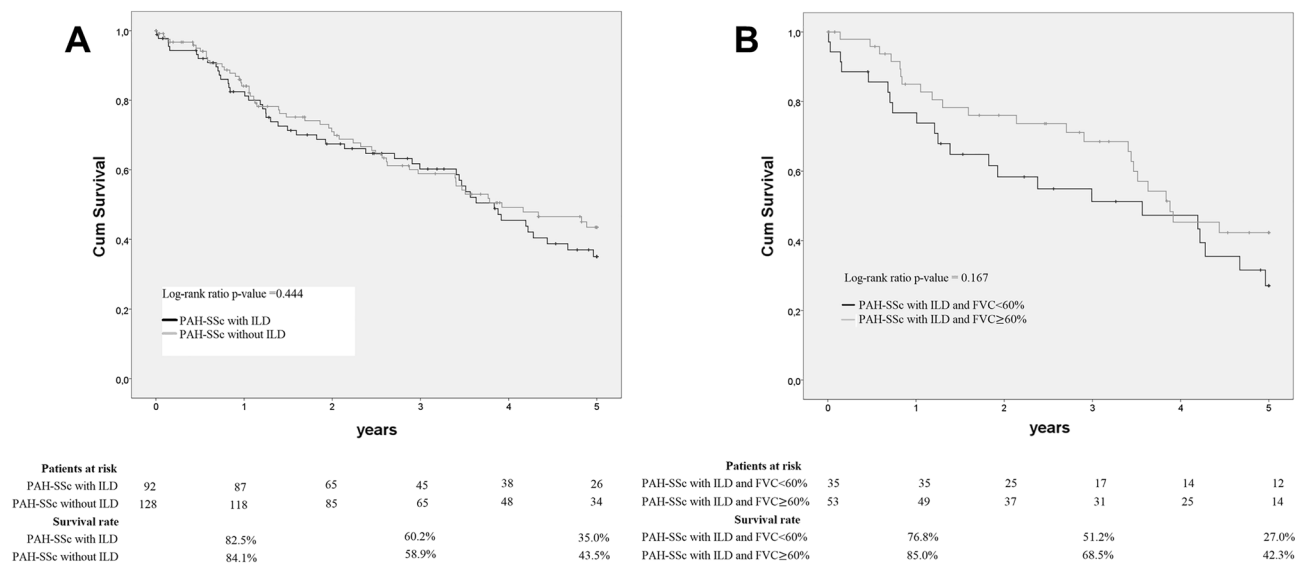 A
1,0
0,8
0,6
0,4
0,2
0,0
Cum Survival
Log-rank ratio p-value =0.444
PAH-SSc with ILD
PAH-SSc without ILD
0 1 2 3 4 5
years
Patients at risk
PAH-SSc with ILD 92 87 65 45 38 26
PAH-SSc without ILD 128 118 85 65 48 34
Survival rate
PAH-SSc with ILD 82.5% 60.2% 35.0%
PAH-SSc without ILD 84.1% 58.9% 43.5%
B
1,0
0,8
0,6
0,4
0,2
0,0
Cum Survival
Log-rank ratio p-value = 0.167
PAH-SSc with ILD and FVC<60%
PAH-SSc with ILD and FVC≥60%
0 1 2 3 4 5
years
Patients at risk
PAH-SSc with ILD and FVC<60% 35 35 25 17 14 12
PAH-SSc with ILD and FVC≥60% 53 49 37 31 25 14
Survival rate
PAH-SSc with ILD and FVC<60% 76.8% 51.2% 27.0%
PAH-SSc with ILD and FVC≥60% 85.0% 68.5% 42.3%